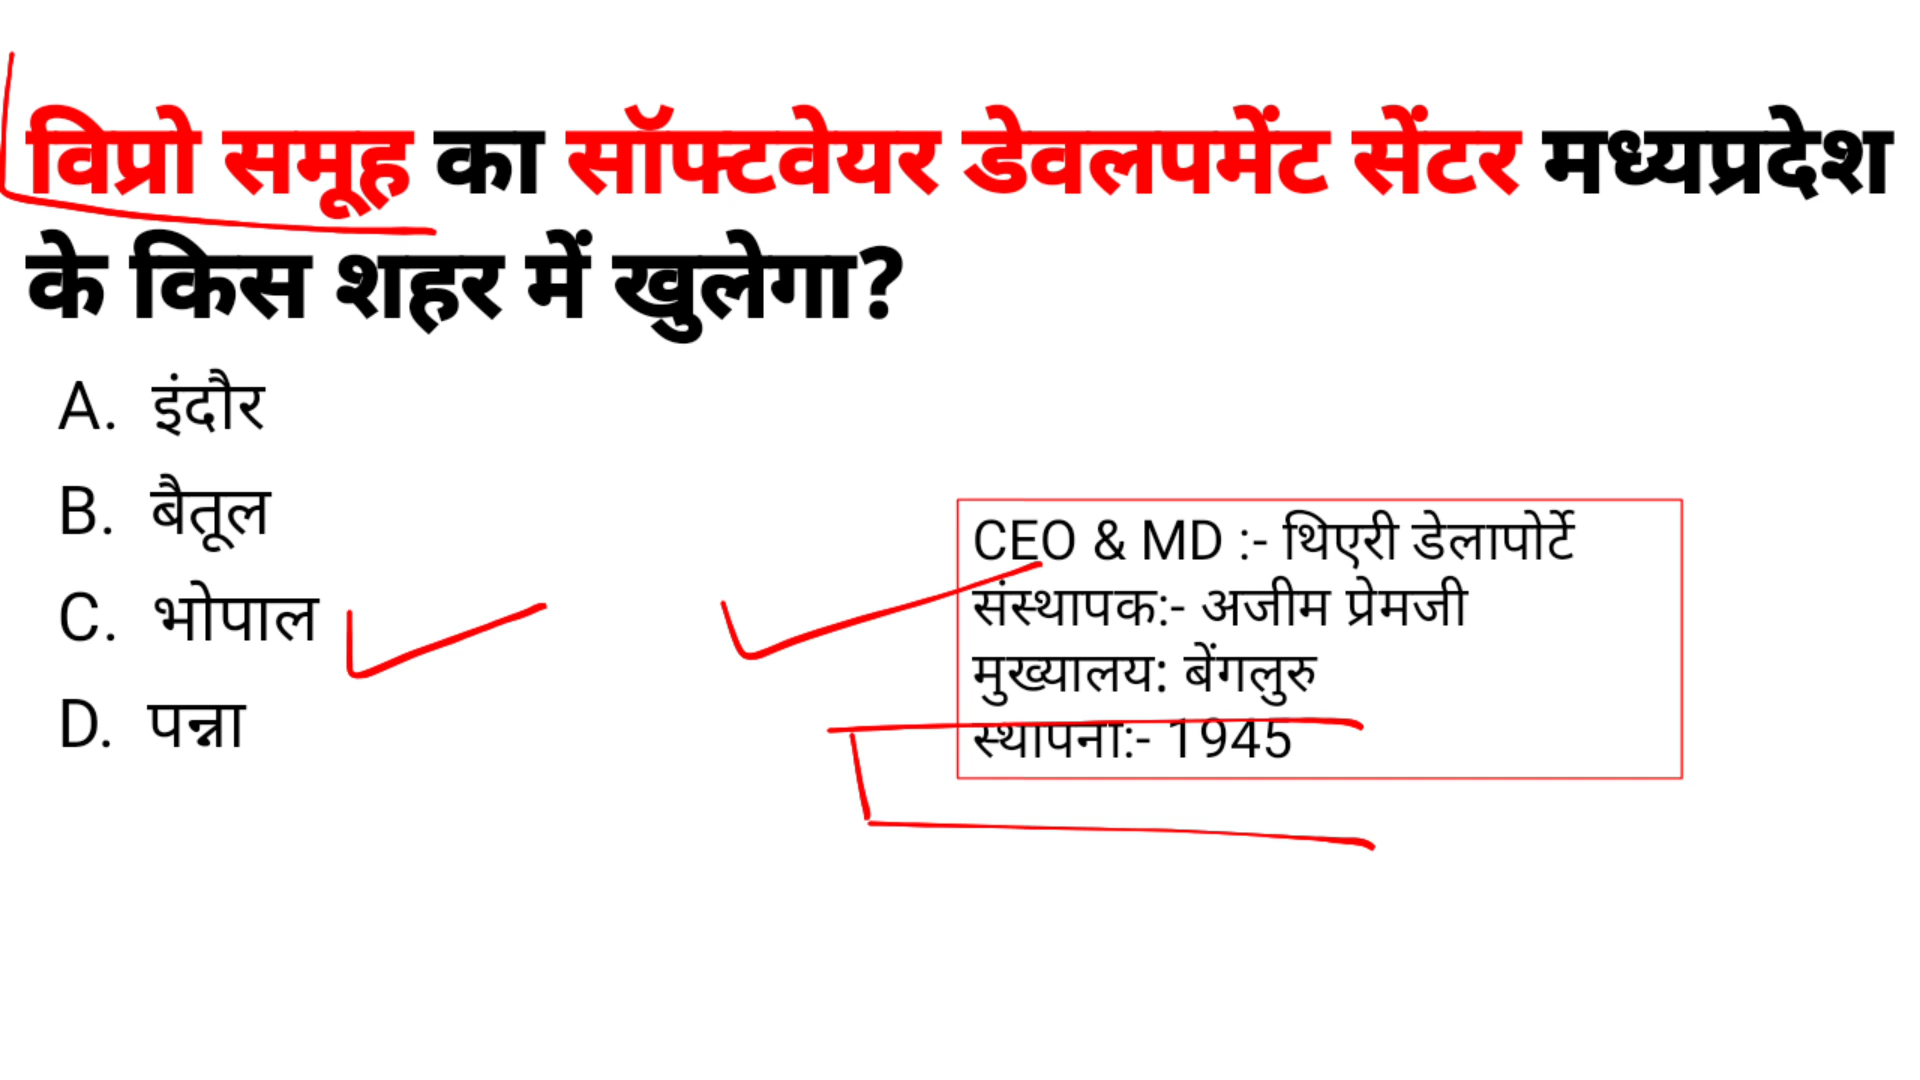 विप्रो समूह का सॉफ्टवेयर डेवलपमेंट सेंटर मध्यप्रदेश
के किस शहर में खुलेगा?
A. इंदौर
B. बैतूल
C. भोपाल
D. पन्ना
CEO & MD :- थिएरी डेलापोर्टे
संस्थापक:- अजीम प्रेमजी
मुख्यालय: बेंगलुरु
स्थापना:- 1945